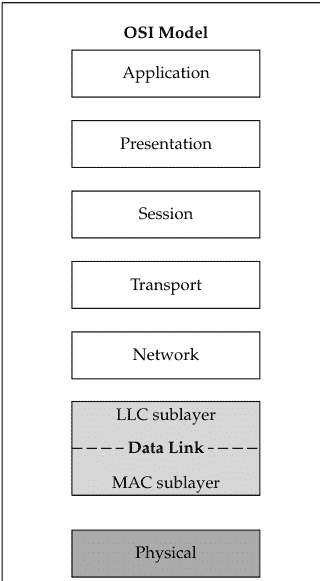 OSI Model
Application
Presentation
Session
Transport
Network
LLC sublayer
Data Link
MAC sublayer
Physical